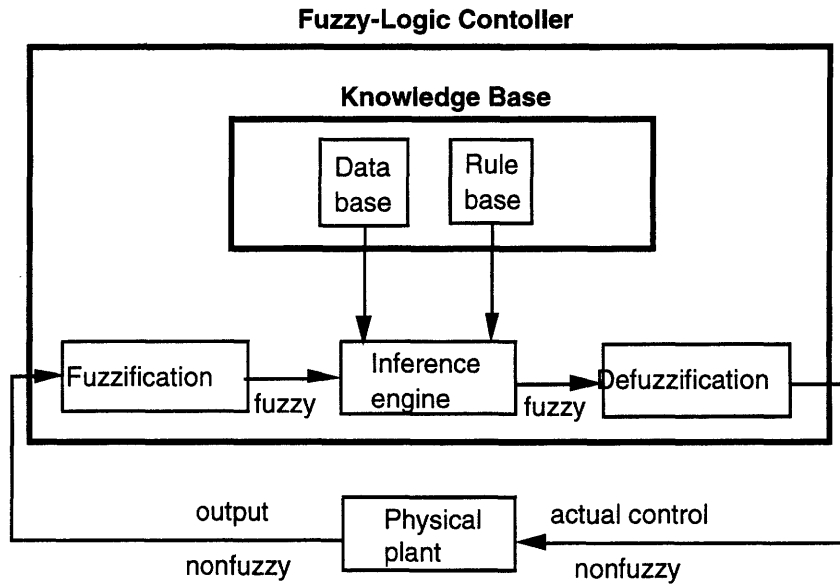 Fuzzy-Logic Contoller
Knowledge Base
Data
base
Rule
base
Fuzzification
fuzzy
Inference
engine
fuzzy
Defuzzification
output
nonfuzzy
Physical
plant
actual control
nonfuzzy